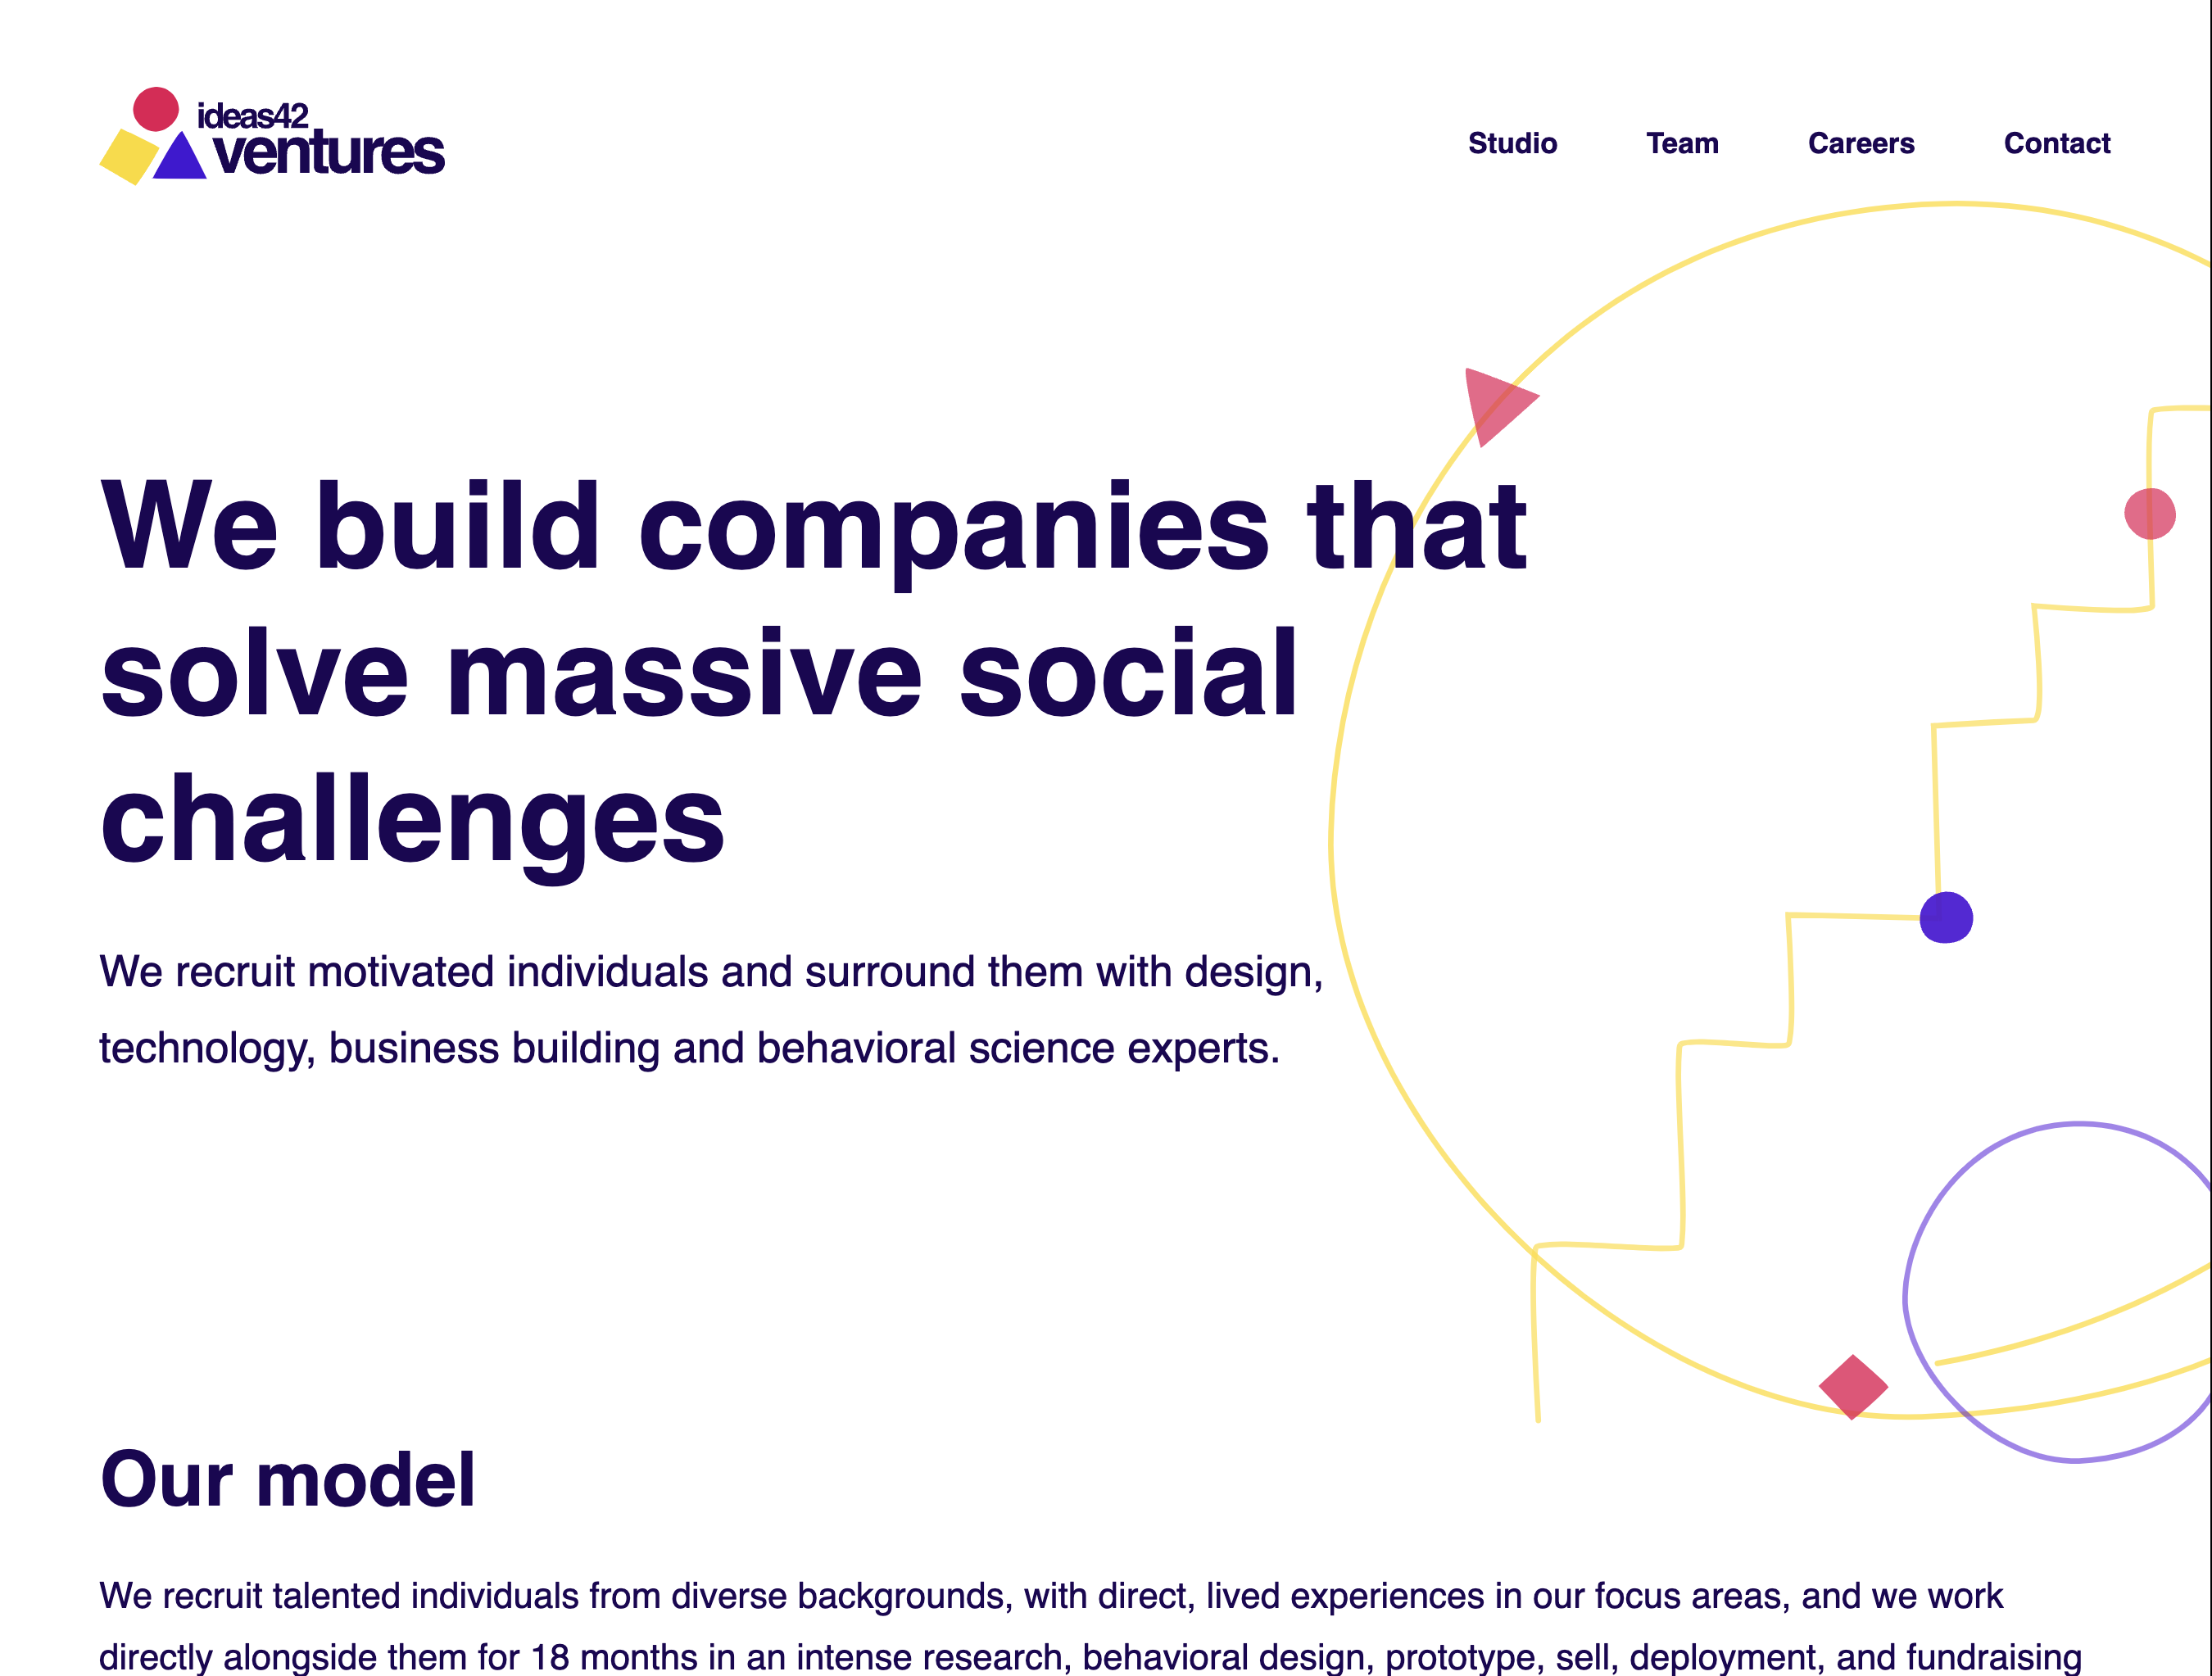 ideas42
ventures
Studio Team Careers Contact
We build companies that
solve massive social
challenges
We recruit motivated individuals and surround them with design,
technology, business building and behavioral science experts.
Our model
We recruit talented individuals from diverse backgrounds, with direct, lived experiences in our focus areas, and we work
directly alongside them for 18 months in an intense research, behavioral design, prototype, sell, deployment, and fundraising